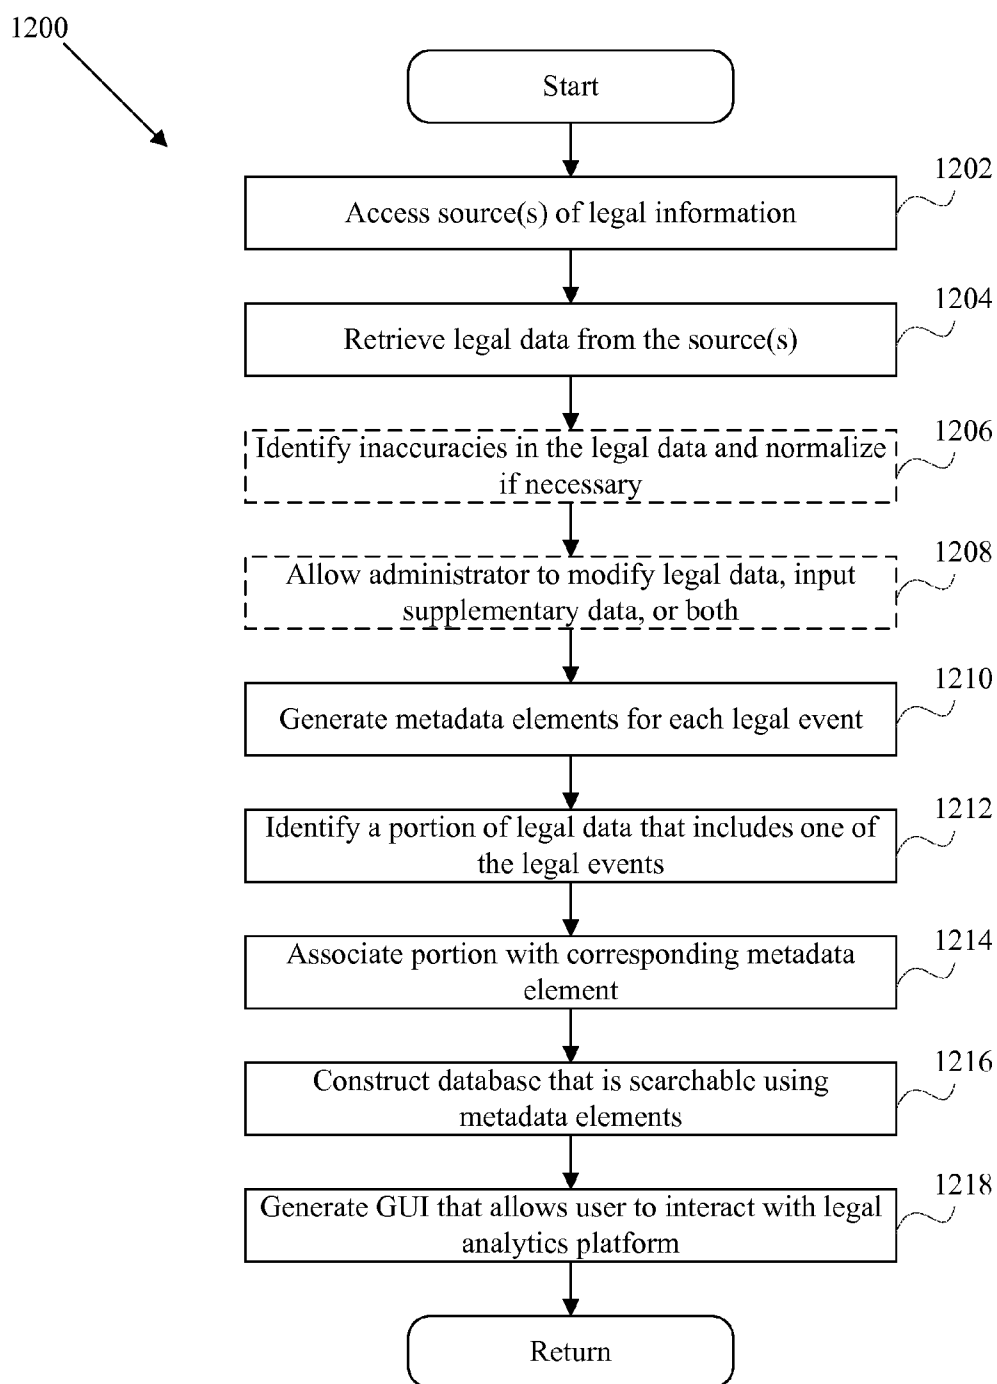 1200
Start
1202
Access source(s) of legal information
1204
Retrieve legal data from the source(s)
1206
Identify inaccuracies in the legal data and normalize
if necessary
1208
Allow administrator to modify legal data, input
supplementary data, or both
1210
Generate metadata elements for each legal event
1212
Identify a portion of legal data that includes one of
the legal events
1214
Associate portion with corresponding metadata
element
1216
Construct database that is searchable using
metadata elements
1218
Generate GUI that allows user to interact with legal
analytics platform
Return